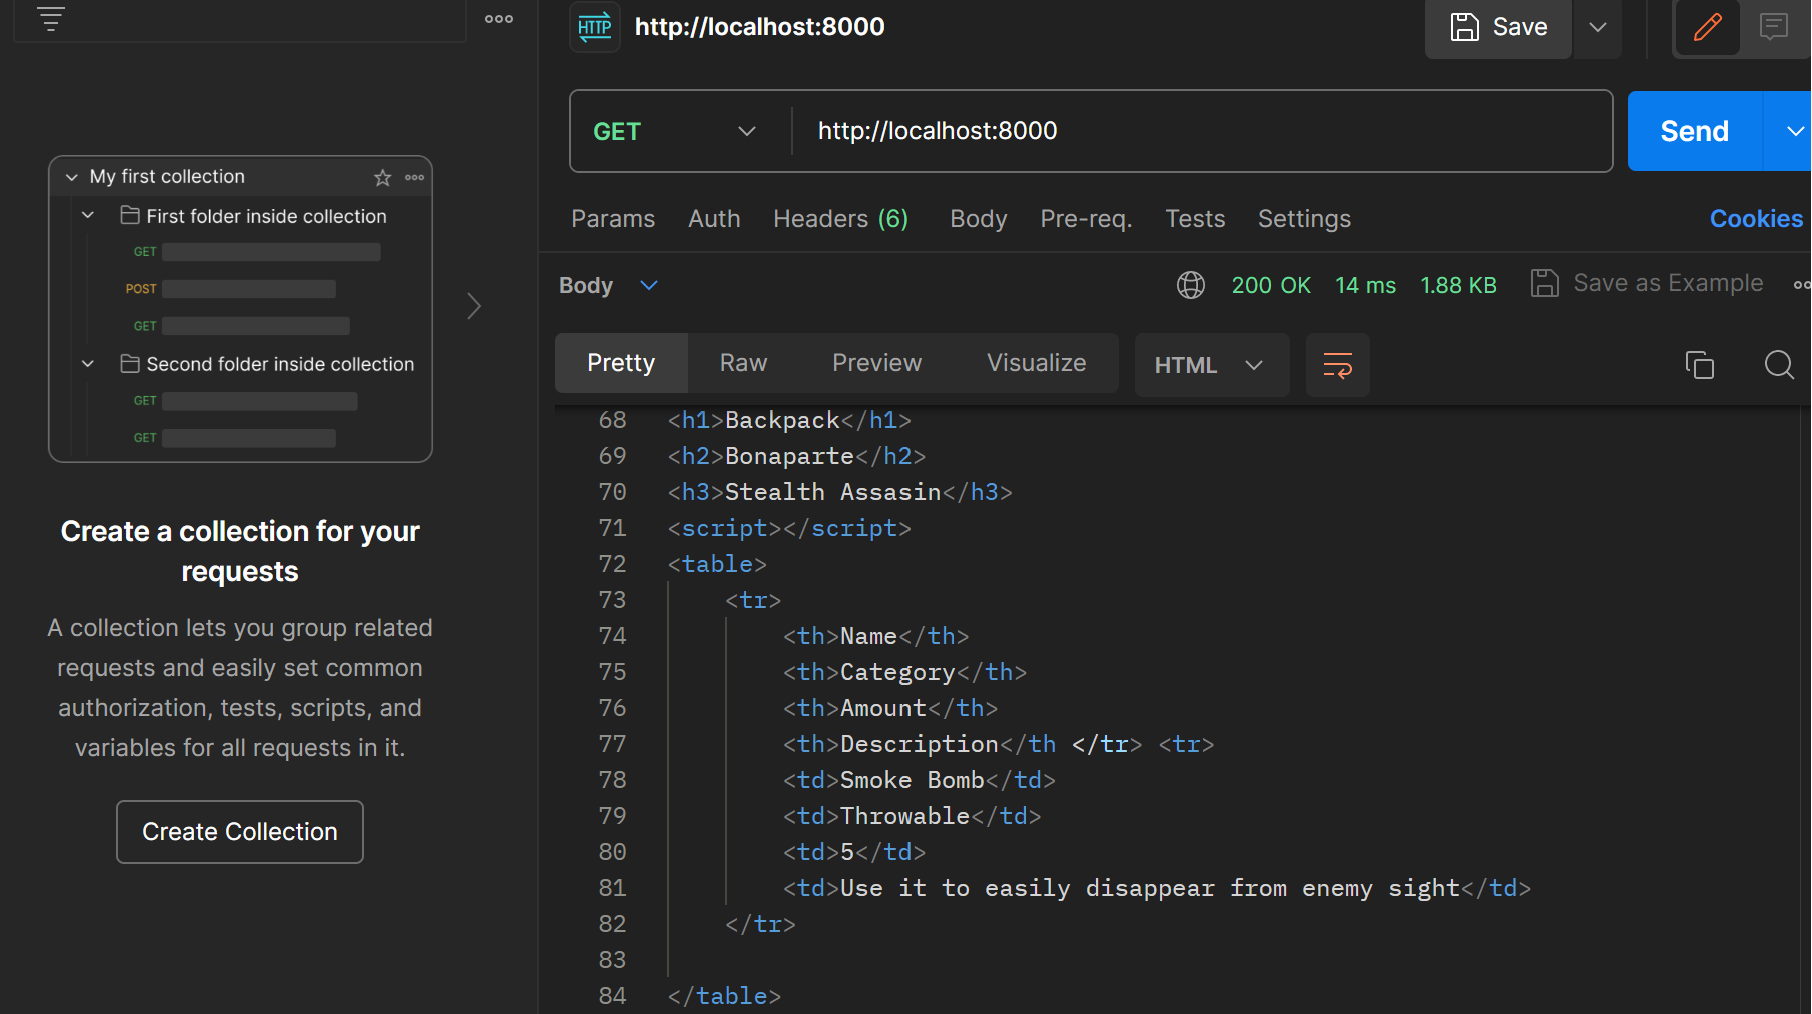 HTTP http://localhost:8000 Save
GET http://localhost:8000 Send
Params Auth Headers (6) Body Pre-req. Tests Settings Cookies
Body 200 OK 14 ms 1.88 KB Save as Example
Pretty Raw Preview Visualize HTML
My first collection
First folder inside collection
GET
POST
GET
Second folder inside collection
GET
GET
Create a collection for your
requests
A collection lets you group related
requests and easily set common
authorization, tests, scripts, and
variables for all requests in it.
Create Collection
68 <h1>Backpack</h1>
69 <h2>Bonaparte</h2>
70 <h3>Stealth Assasin</h3>
71 <script></script>
72 <table>
73 <tr>
74 <th>Name</th>
75 <th>Category</th>
76 <th>Amount</th>
77 <th>Description</th </tr> <tr>
78 <td>Smoke Bomb</td>
79 <td>Throwable</td>
80 <td>5</td>
81 <td>Use it to easily disappear from enemy sight</td>
82 </tr>
83
84 </table>